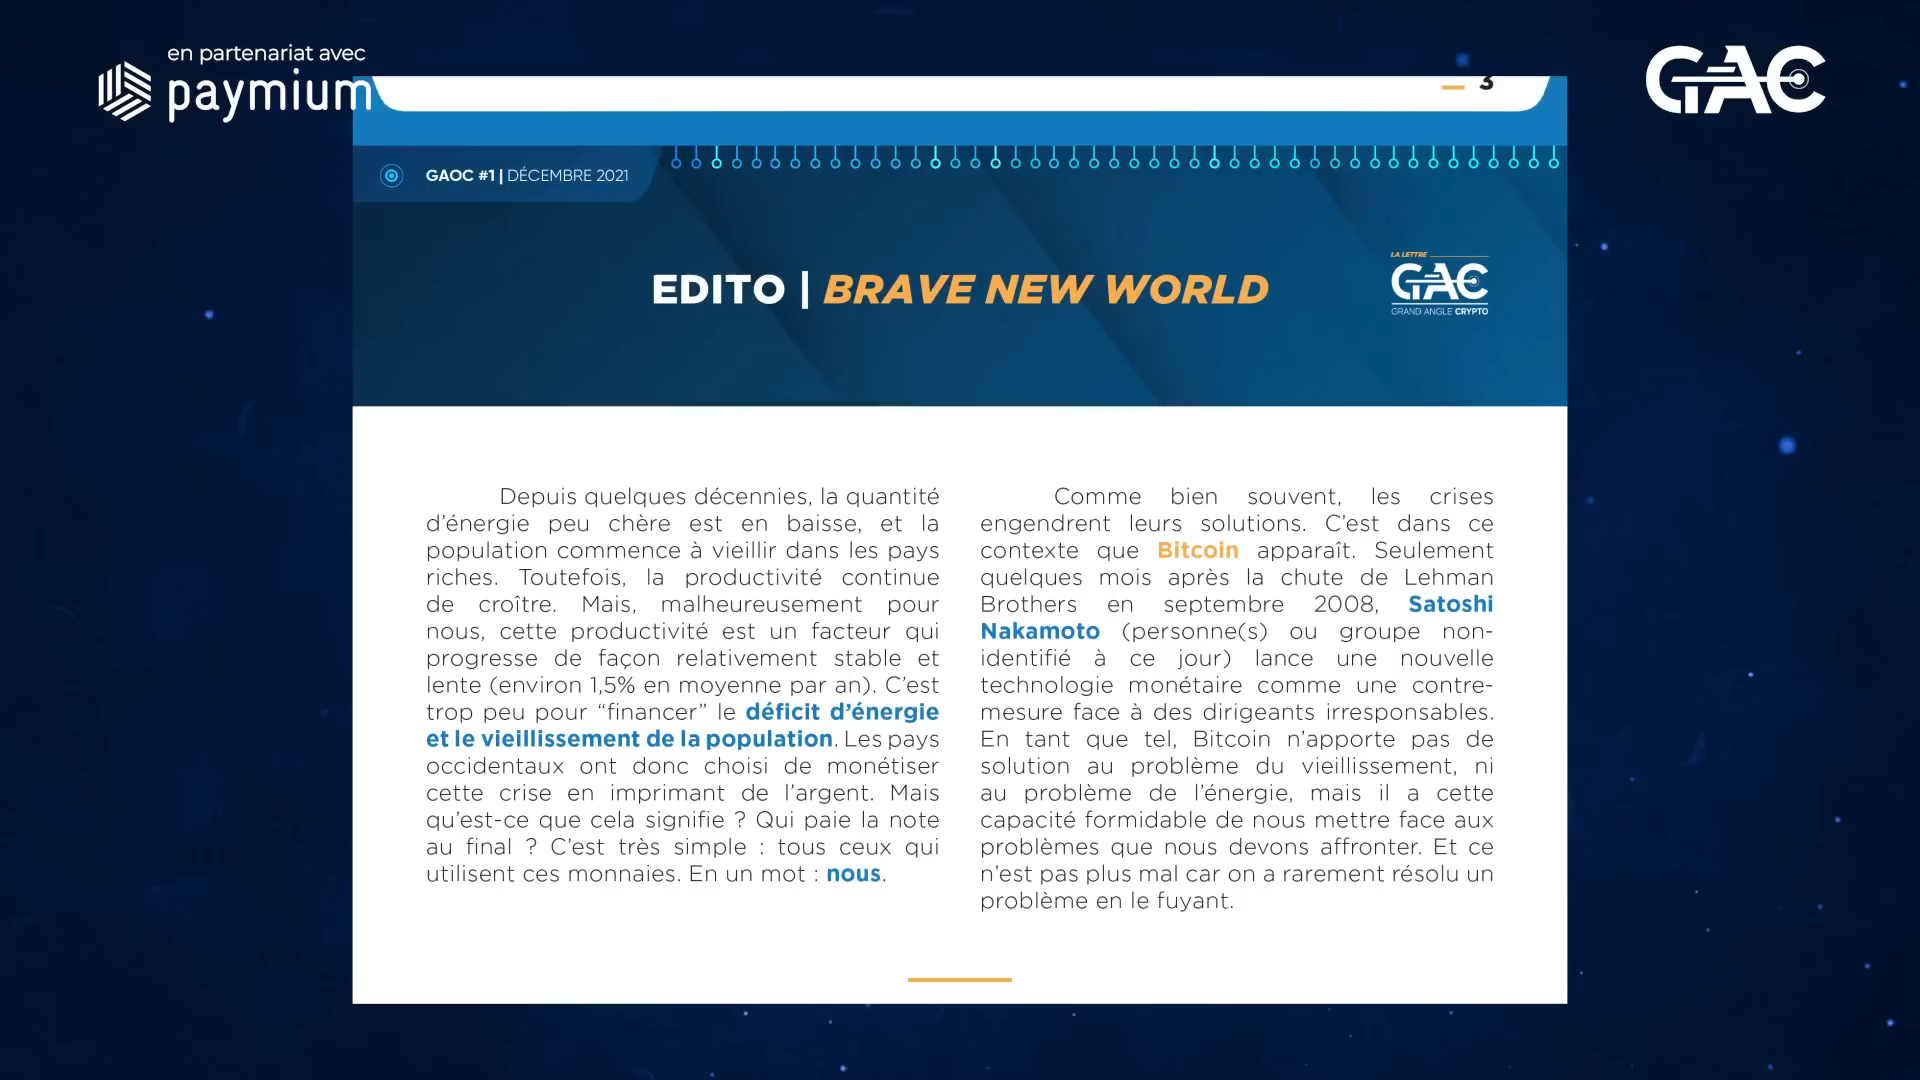 en partenariat avec
paymium
GAC
3
GAOC #1 | DÉCEMBRE 2021
EDITO | BRAVE NEW WORLD
LA LETTRE
GAC
GRAND ANGLE CRYPTO
Depuis quelques décennies, la quantité
d’énergie peu chère est en baisse, et la
population commence à vieillir dans les pays
riches. Toutefois, la productivité continue
de croître. Mais, malheureusement pour
nous, cette productivité est un facteur qui
progresse de façon relativement stable et
lente (environ 1,5% en moyenne par an). C’est
trop peu pour “financer” le déficit d’énergie
et le vieillissement de la population. Les pays
occidentaux ont donc choisi de monétiser
cette crise en imprimant de l’argent. Mais
qu’est-ce que cela signifie ? Qui paie la note
au final ? C’est très simple : tous ceux qui
utilisent ces monnaies. En un mot : nous.
Comme bien souvent, les crises
engendrent leurs solutions. C’est dans ce
contexte que Bitcoin apparaît. Seulement
quelques mois après la chute de Lehman
Brothers en septembre 2008, Satoshi
Nakamoto (personne(s) ou groupe non-
identifié à ce jour) lance une nouvelle
technologie monétaire comme une contre-
mesure face à des dirigeants irresponsables.
En tant que tel, Bitcoin n’apporte pas de
solution au problème du vieillissement, ni
au problème de l’énergie, mais il a cette
capacité formidable de nous mettre face aux
problèmes que nous devons affronter. Et ce
n’est pas plus mal car on a rarement résolu un
problème en le fuyant.